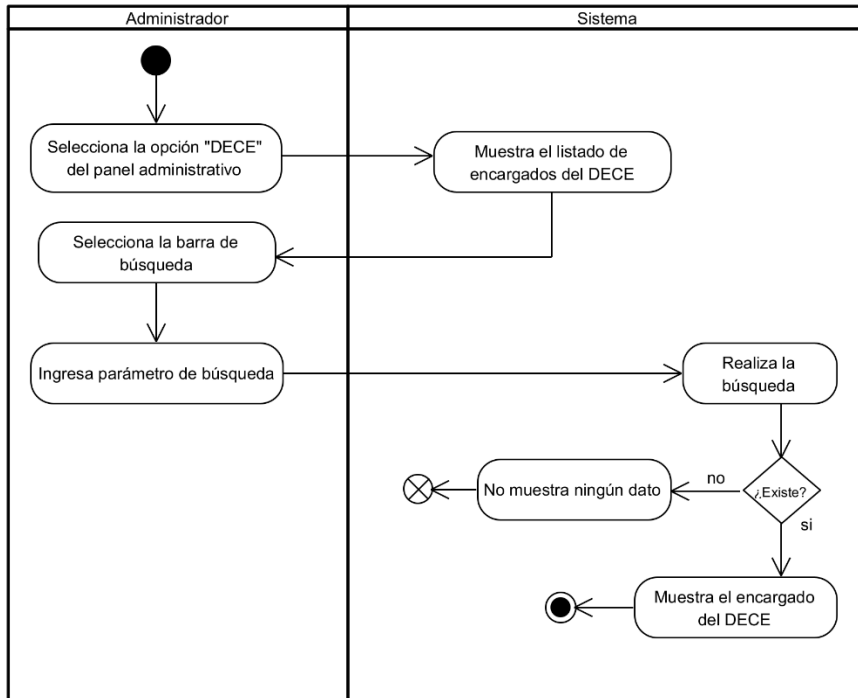 Administrador
Sistema
Selecciona la opción "DECE"
del panel administrativo
Muestra el listado de
encargados del DECE
Selecciona la barra de
búsqueda
Ingresa parámetro de búsqueda
Realiza la
búsqueda
No muestra ningún dato
no
¿Existe?
si
Muestra el encargado
del DECE